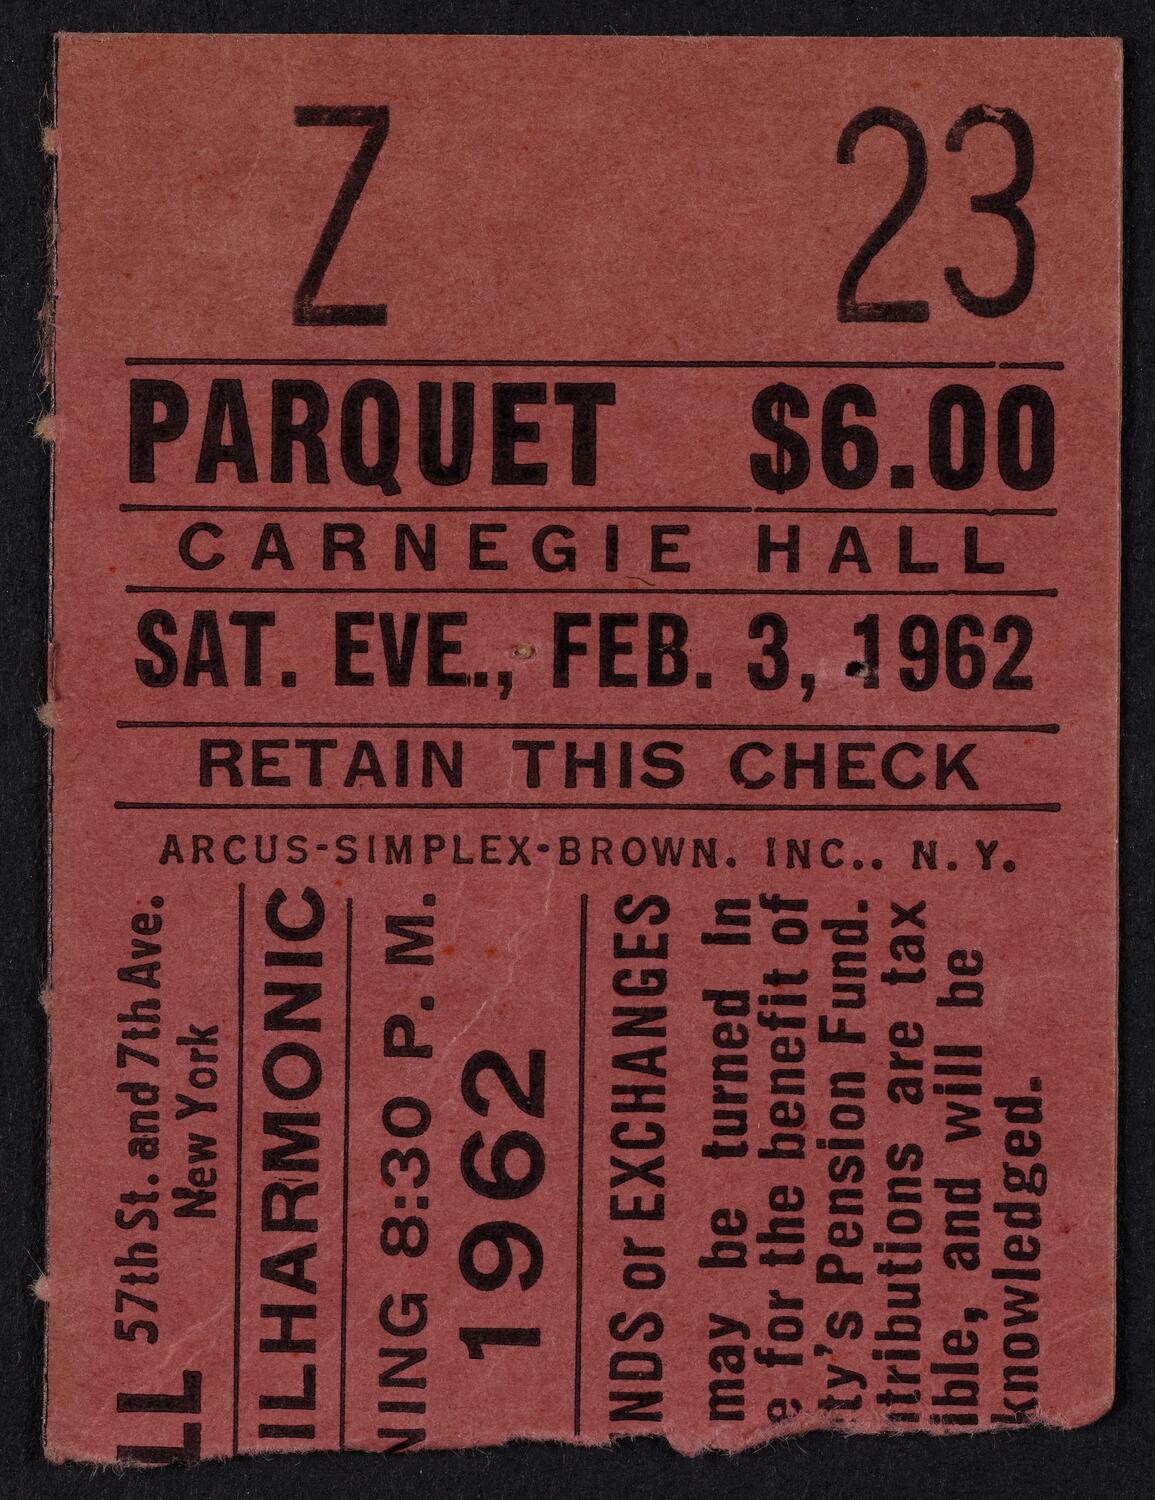 Z 23
PARQUET $6.00
CARNEGIE HALL
SAT. EVE., FEB. 3, 1962
RETAIN THIS CHECK
ARCUS-SIMPLEX-BROWN. INC.. N. Y.
LL 57th St. and 7th Ave.
New York
ILHARMONIC
NING 8:30 P. M.
1962
NDS or EXCHANGES
may be turned in
e for the benefit of
ty's Pension Fund.
ntributions are tax
ible, and will be
knowledged.